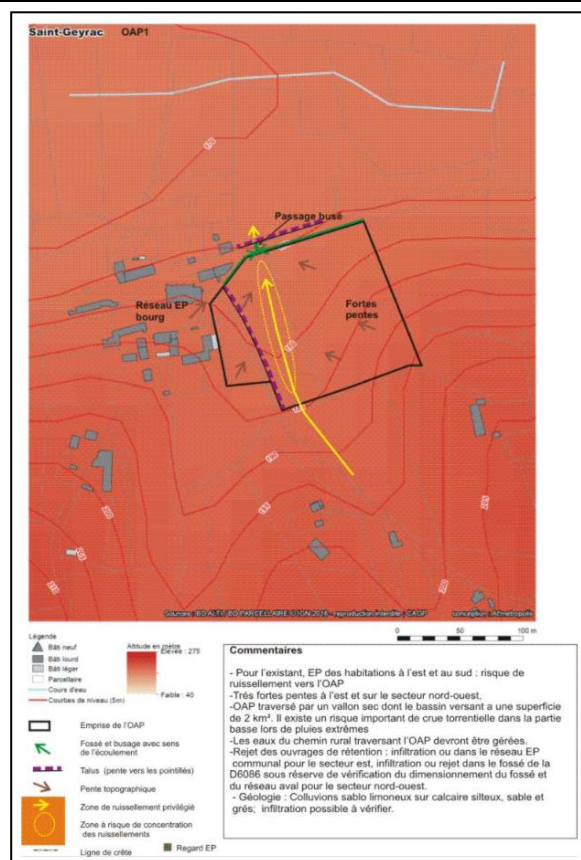 Saint-Geyrac OAP1
Passage busé
Réseau EP
bourg
Fortes
pentes
Sources : BD ALTI, BD PARCELLAIRE ©IGN 2016 - reproduction interdite : CAGP conception : Altmetropolis
0 50 100 m
Légende
Bâti neuf
Bâti lourd
Bâti léger
Parcellaire
Cours d'eau
Courbes de niveau (5m)
Altitude en mètre
Élevée : 275
Faible : 40
Emprise de l'OAP
Fossé et busage avec sens
de l'écoulement
Talus (pente vers les pointillés)
Pente topographique
Zone de ruissellement privilégié
Zone à risque de concentration
des ruissellements
Ligne de crête
Regard EP
Commentaires
- Pour l'existant, EP des habitations à l'est et au sud : risque de
ruissellement vers l'OAP
-Trés fortes pentes à l'est et sur le secteur nord-ouest.
-OAP traversé par un vallon sec dont le bassin versant a une superficie
de 2 km². Il existe un risque important de crue torrentielle dans la partie
basse lors de pluies extrêmes
-Les eaux du chemin rural traversant l'OAP devront être gérées.
-Rejet des ouvrages de rétention : infiltration ou dans le réseau EP
communal pour le secteur est, infiltration ou rejet dans le fossé de la
D6086 sous réserve de vérification du dimensionnement du fossé et
du réseau aval pour le secteur nord-ouest.
- Géologie : Colluvions sablo limoneux sur calcaire silteux, sable et
grés; infiltration possible à vérifier.